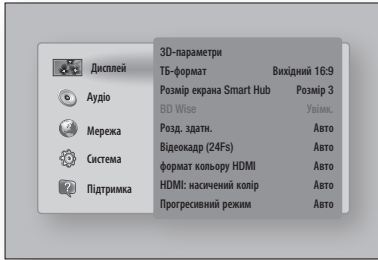 Дисплей
Аудіо
Мережа
Система
Підтримка
3D-параметри
ТБ-формат Вихідний 16:9
Розмір екрана Smart Hub Розмір 3
BD Wise Увімк.
Розд. здатн. Авто
Відеокадр (24Fs) Авто
формат кольору HDMI Авто
HDMI: насичений колір Авто
Прогресивний режим Авто